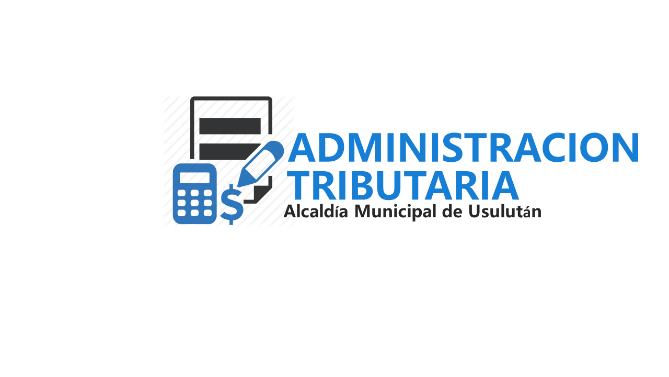 ADMINISTRACION
TRIBUTARIA
Alcaldía Municipal de Usulután
$